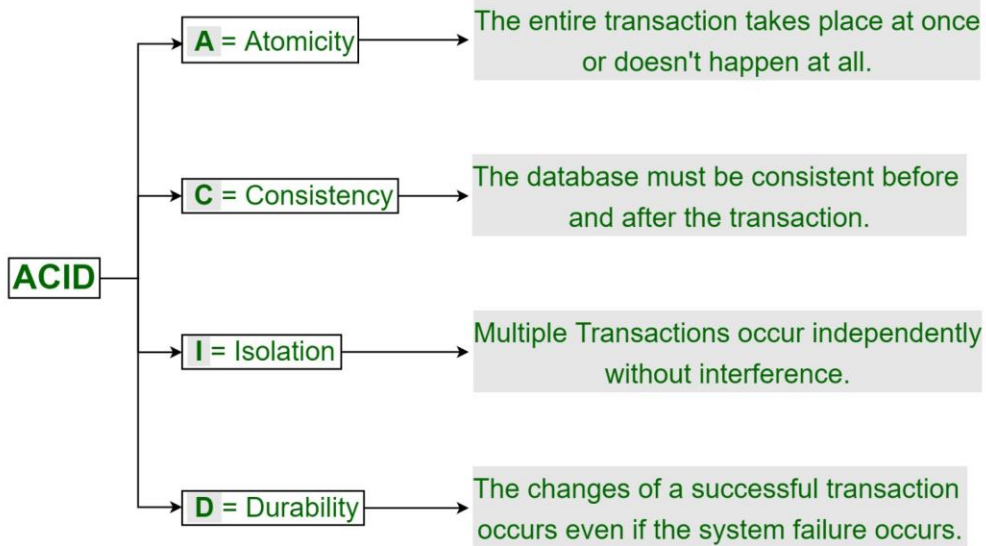 A = Atomicity
The entire transaction takes place at once
or doesn't happen at all.
C = Consistency
The database must be consistent before
and after the transaction.
ACID
I = Isolation
Multiple Transactions occur independently
without interference.
D = Durability
The changes of a successful transaction
occurs even if the system failure occurs.